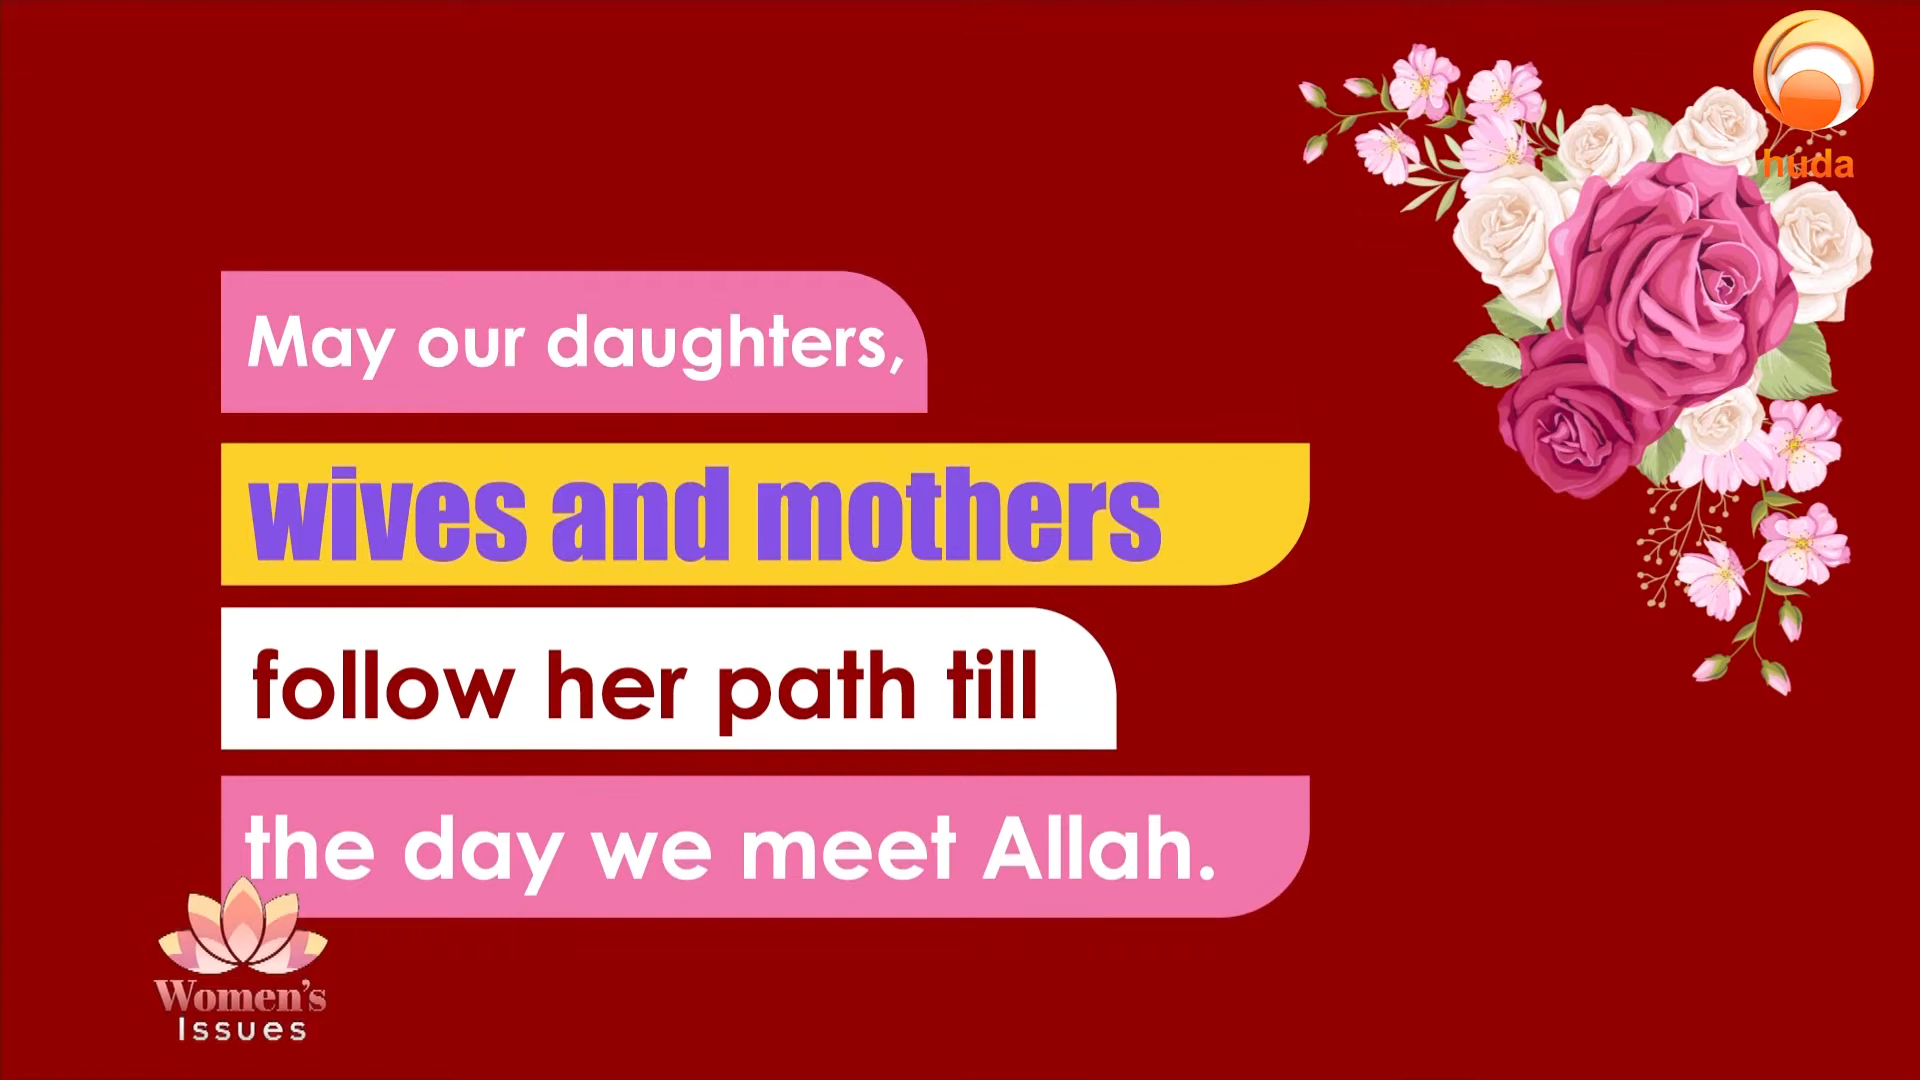 huda
May our daughters,
wives and mothers
follow her path till
the day we meet Allah.
Women's
Issues